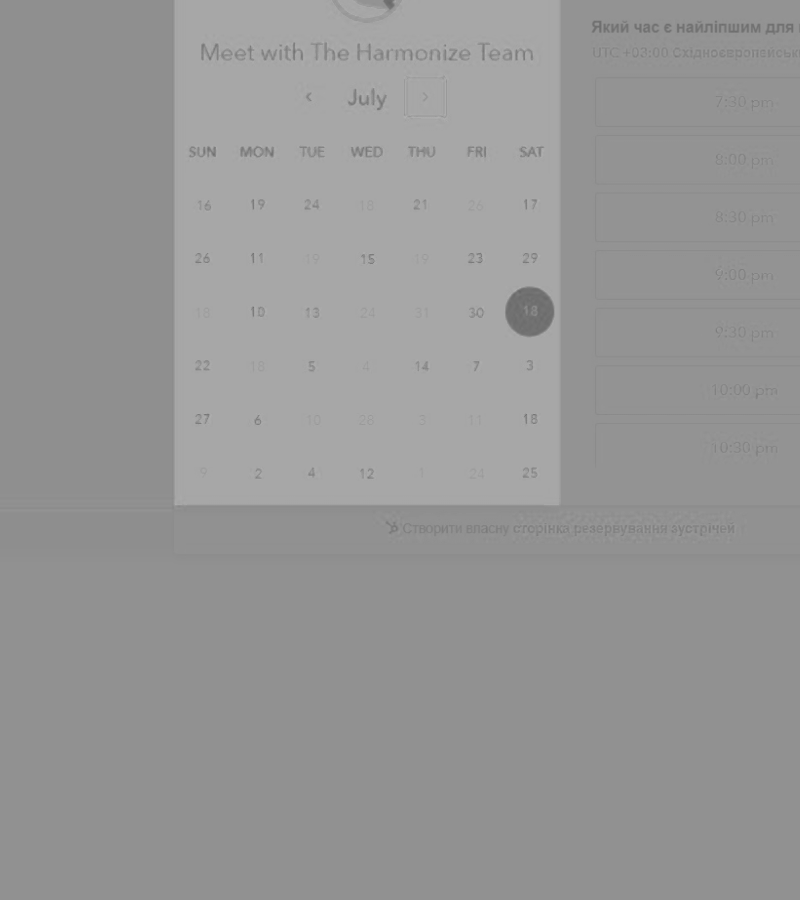 Meet with The Harmonize Team
‹ July ›
SUN MON TUE WED THU FRI SAT
16 19 24 18 21 26 17
26 11 19 15 19 23 29
18 10 13 24 31 30 18
22 18 5 4 14 7 3
27 6 10 28 3 11 18
9 2 4 12 1 24 25
Який час є найліпшим для
UTC +03:00 Східноєвропейськ
7:30 pm
8:00 pm
8:30 pm
9:00 pm
9:30 pm
10:00 pm
10:30 pm
Створити власну сторінка резервування зустрічей